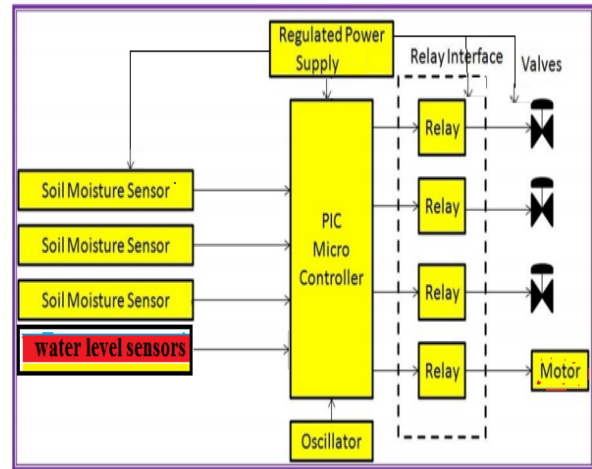 Regulated Power
Supply
Relay Interface
Valves
Relay
Soil Moisture Sensor
Relay
PIC
Micro
Controller
Soil Moisture Sensor
Soil Moisture Sensor
Relay
water level sensors
Relay
Motor
Oscillator